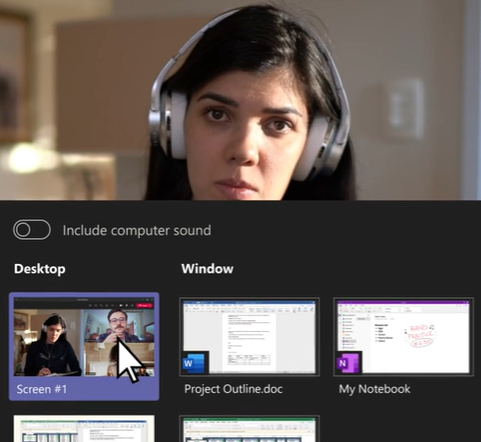 Include computer sound
Desktop
Window
Screen #1
Project Outline.doc
My Notebook
W
N